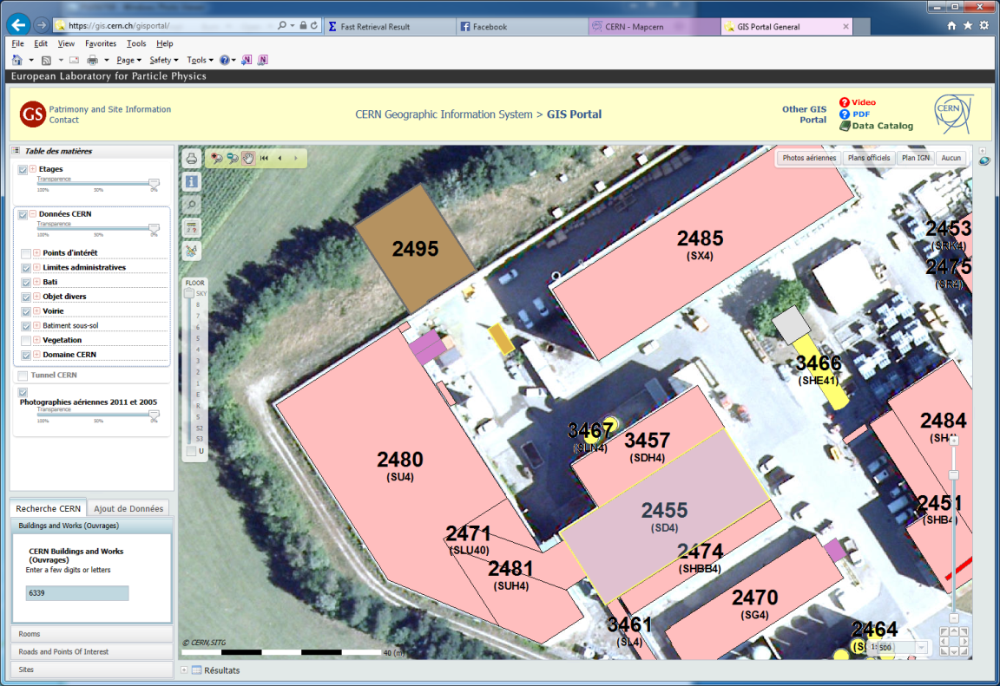 https://gis.cern.ch/gisportal/
Fast Retrieval Result
Facebook
CERN - Mapcern
GIS Portal General
File Edit View Favorites Tools Help
Page Safety Tools
European Laboratory for Particle Physics
GS
Patrimony and Site Information
Contact
CERN Geographic Information System > GIS Portal
Other GIS
Portal
Video
PDF
Data Catalog
CERN
Table des matières
Etages
Transparence
100% 50% 0%
Données CERN
Transparence
100% 50% 0%
Points d'intérêt
Limites administratives
Bati
Objet divers
Voirie
Batiment sous-sol
Vegetation
Domaine CERN
Tunnel CERN
Photographies aériennes 2011 et 2005
Transparence
100% 50% 0%
Recherche CERN
Ajout de Données
Buildings and Works (Ouvrages)
CERN Buildings and Works
(Ouvrages)
Enter a few digits or letters
6339
Rooms
Roads and Points Of Interest
Sites
Photos aériennes
Plans officiels
Plan IGN
Aucun
FLOOR
SKY
8
7
6
5
4
3
2
1
E
R
S
S2
S3
U
2495
2485
(SX4)
2453
(SRK4)
2475
(SR4)
3466
(SHE41)
2484
3467
(SLN4)
3457
(SDH4)
2480
(SU4)
2455
(SD4)
2451
(SHB4)
2471
(SLU40)
2474
(SHBB4)
2481
(SUH4)
2470
(SG4)
3461
(SL4)
2464
1: 500
© CERN,SITG
40 (m)
Résultats